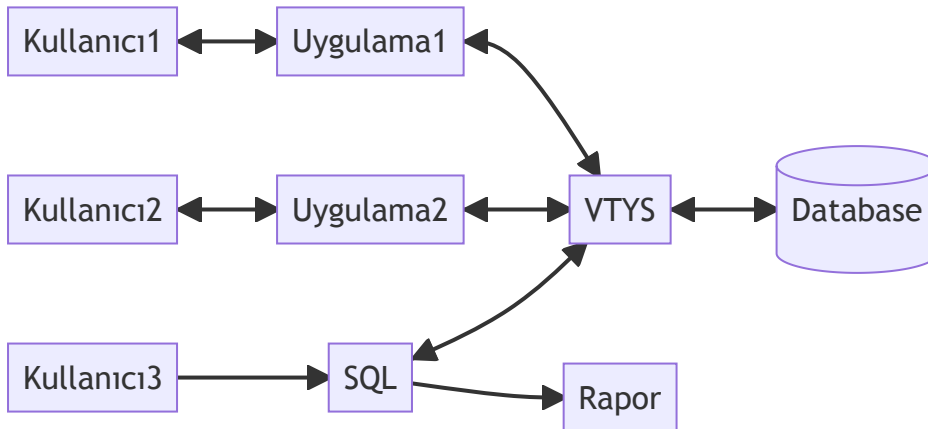 Kullanıcı1
Uygulama1
Kullanıcı2
Uygulama2
VTYS
Database
Kullanıcı3
SQL
Rapor